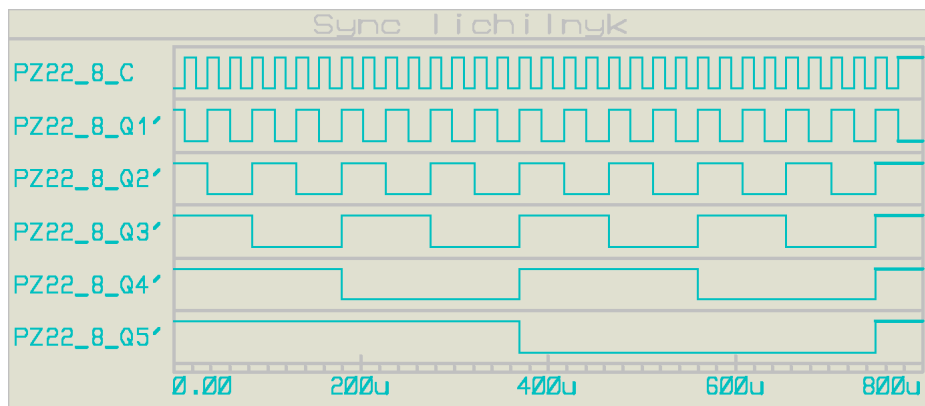 Sync lichilnyk
PZ22_8_C
PZ22_8_Q1'
PZ22_8_Q2'
PZ22_8_Q3'
PZ22_8_Q4'
PZ22_8_Q5'
0.00 200u 400u 600u 800u